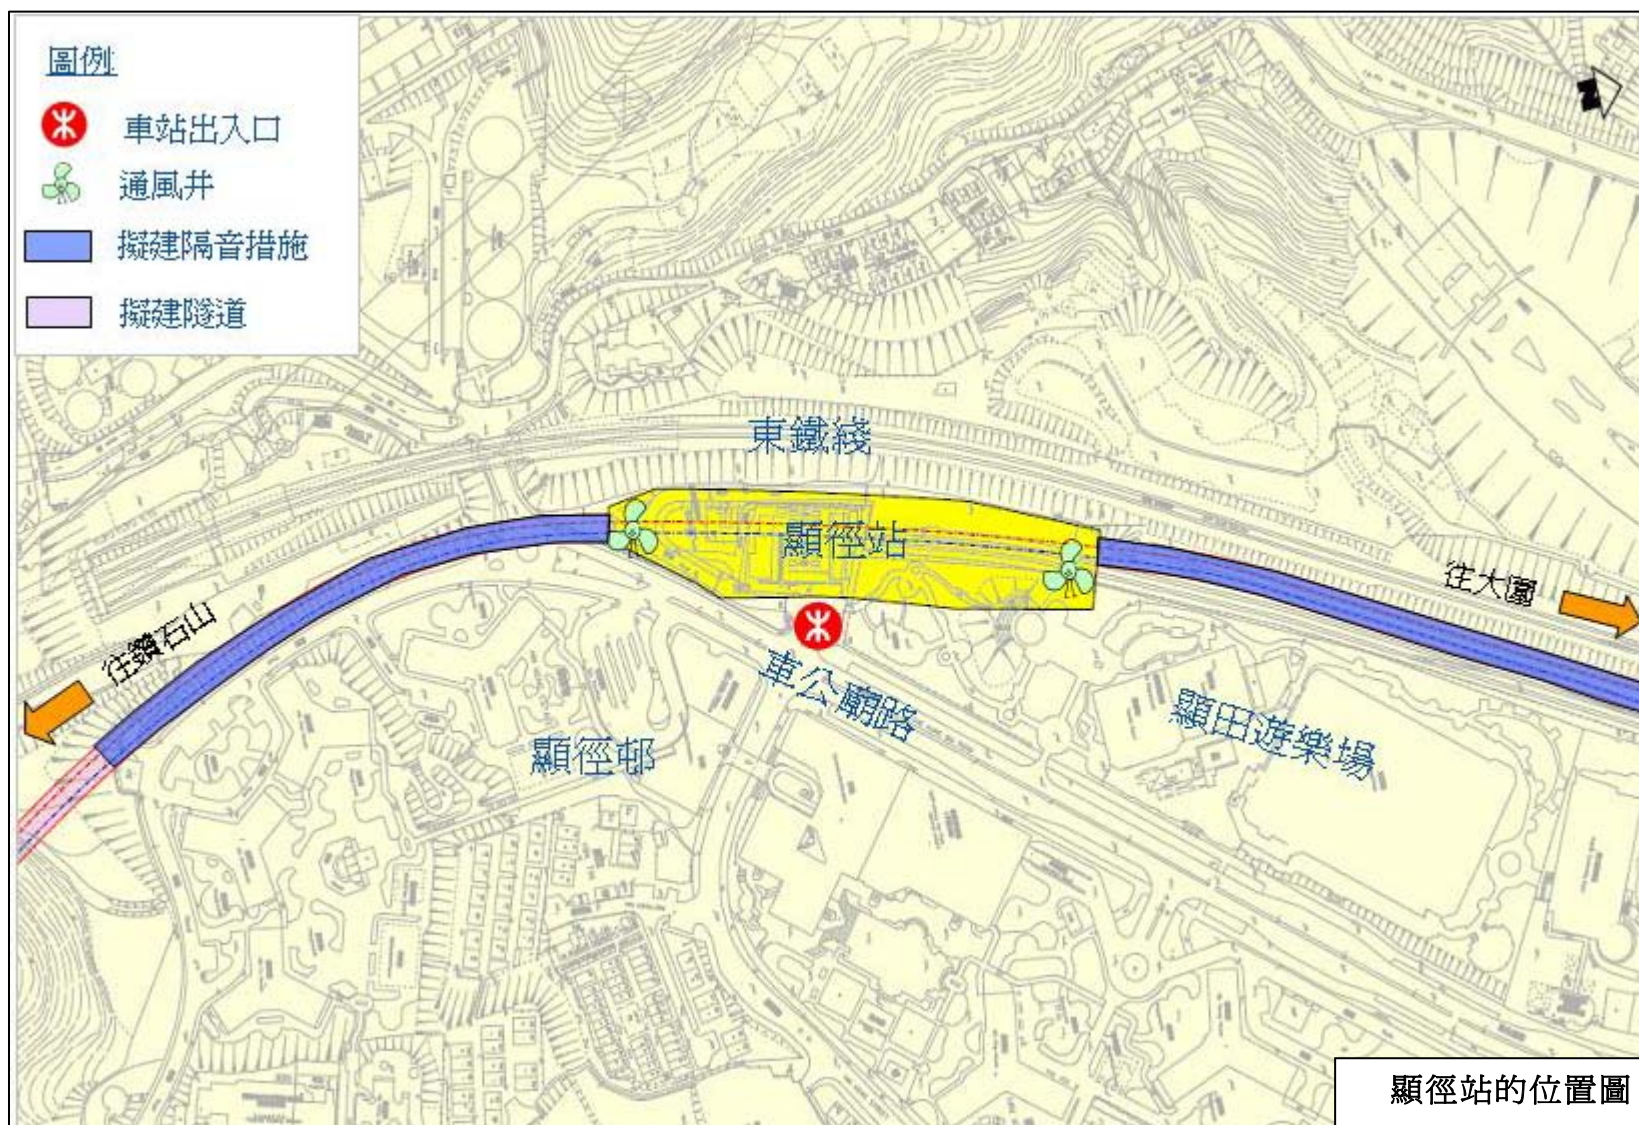 圖例
車站出入口
通風井
擬建隔音措施
擬建隧道
N
東鐵綫
顯徑站
往大圍
往鑽石山
車公廟路
顯田遊樂場
顯徑邨
顯徑站的位置圖